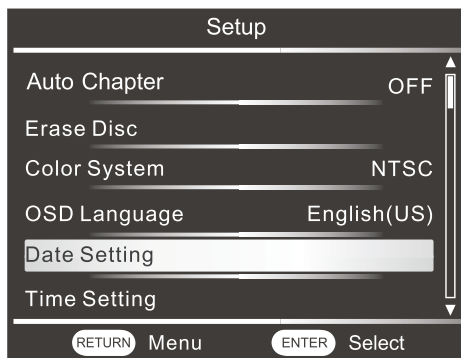 Setup
Auto Chapter OFF
Erase Disc
Color System NTSC
OSD Language English(US)
Date Setting
Time Setting
RETURN Menu ENTER Select